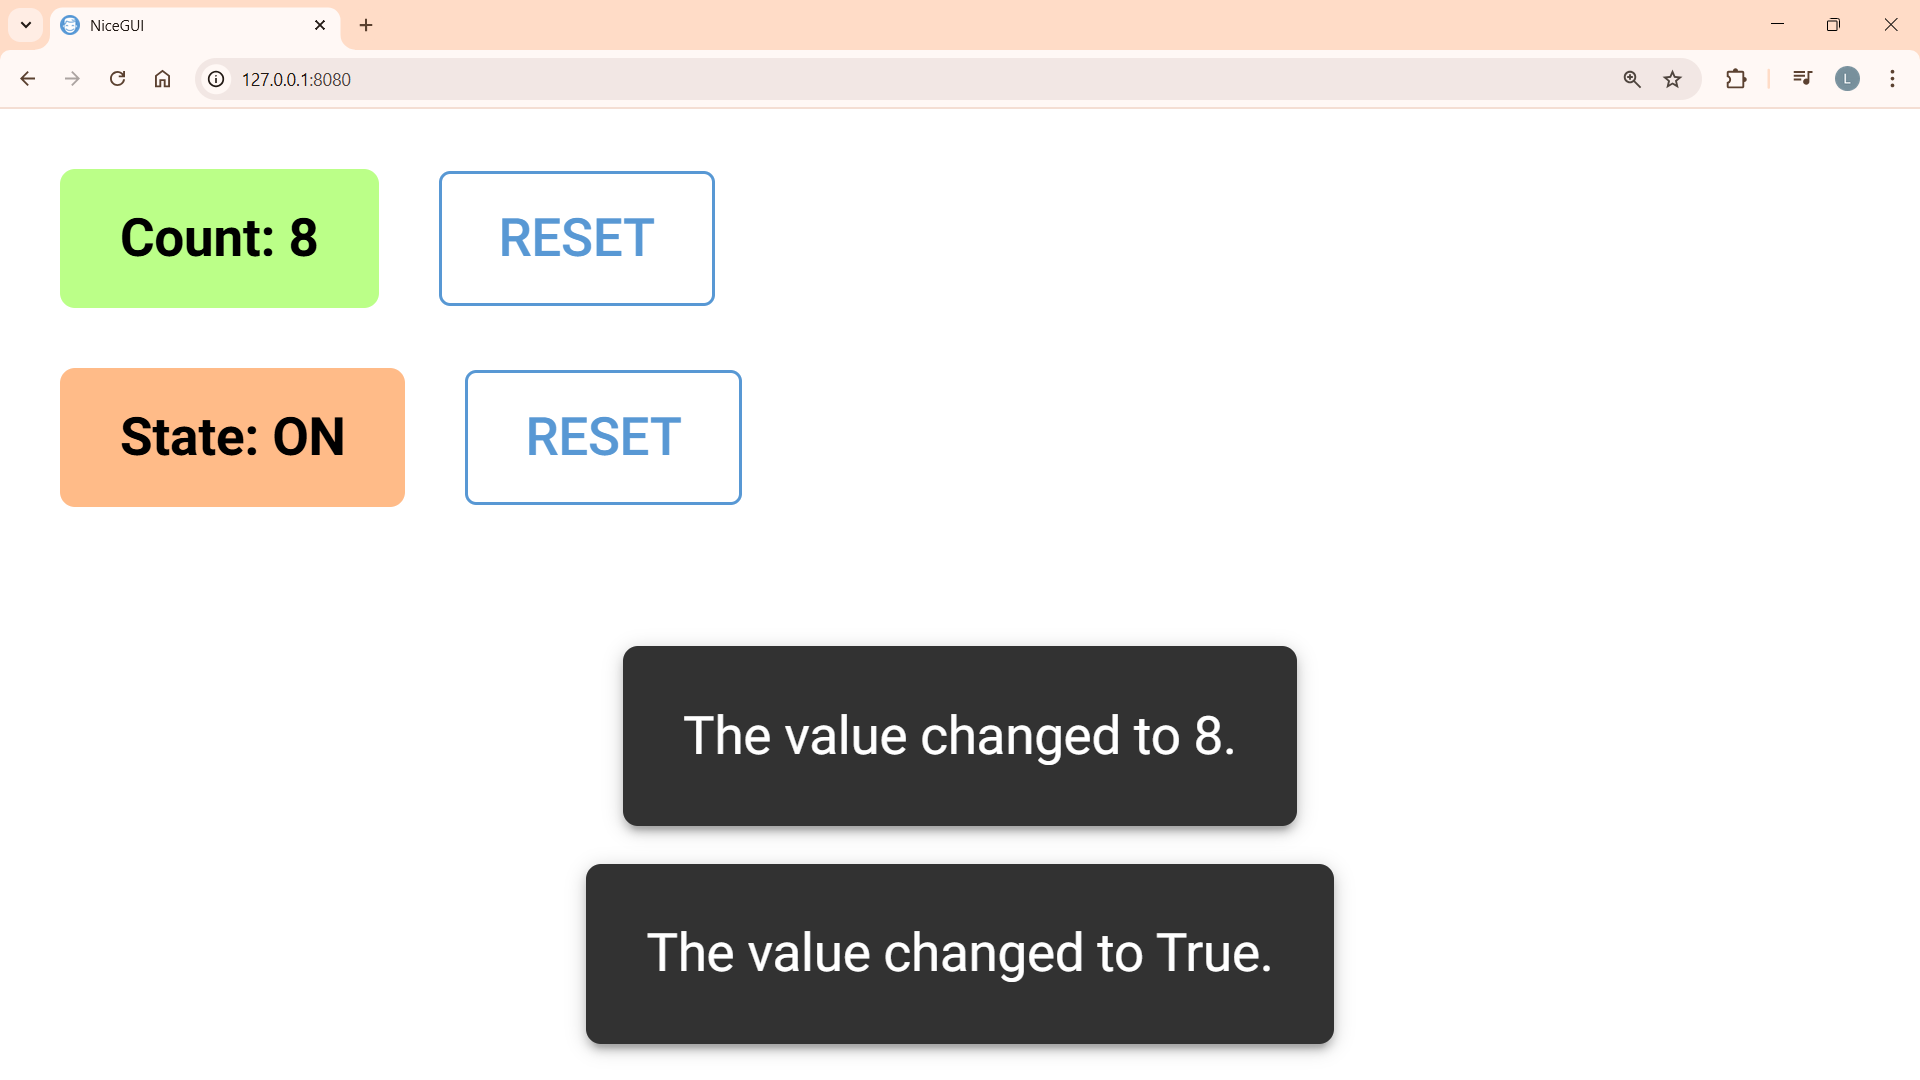 NiceGUI
127.0.0.1:8080
L
Count: 8
RESET
State: ON
RESET
The value changed to 8.
The value changed to True.